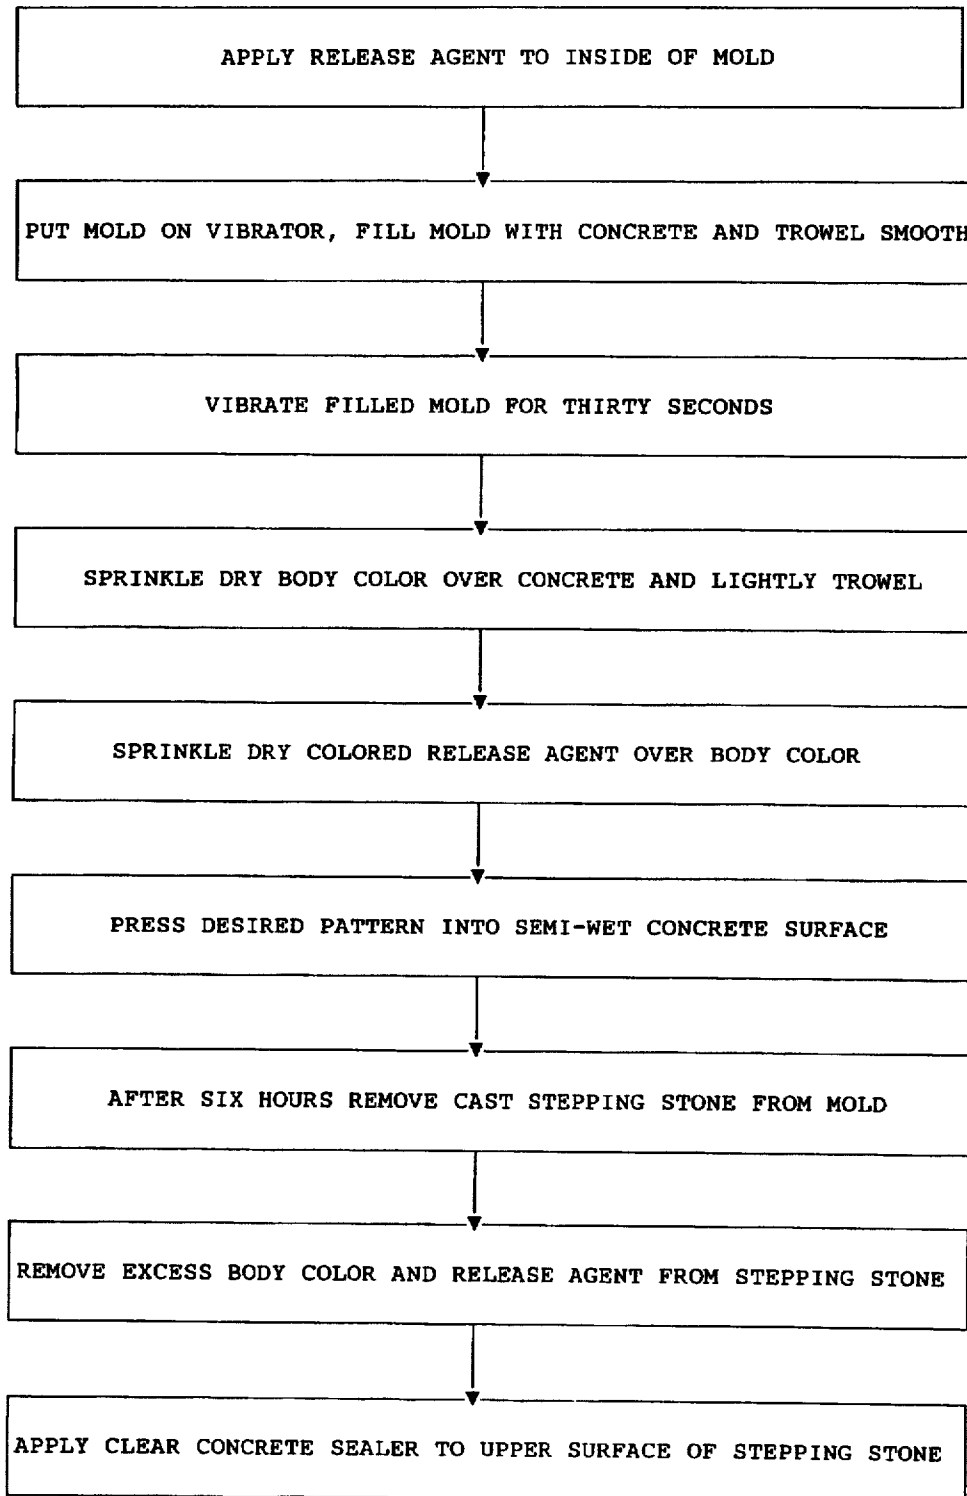 APPLY RELEASE AGENT TO INSIDE OF MOLD
PUT MOLD ON VIBRATOR, FILL MOLD WITH CONCRETE AND TROWEL SMOOTH
VIBRATE FILLED MOLD FOR THIRTY SECONDS
SPRINKLE DRY BODY COLOR OVER CONCRETE AND LIGHTLY TROWEL
SPRINKLE DRY COLORED RELEASE AGENT OVER BODY COLOR
PRESS DESIRED PATTERN INTO SEMI-WET CONCRETE SURFACE
AFTER SIX HOURS REMOVE CAST STEPPING STONE FROM MOLD
REMOVE EXCESS BODY COLOR AND RELEASE AGENT FROM STEPPING STONE
APPLY CLEAR CONCRETE SEALER TO UPPER SURFACE OF STEPPING STONE